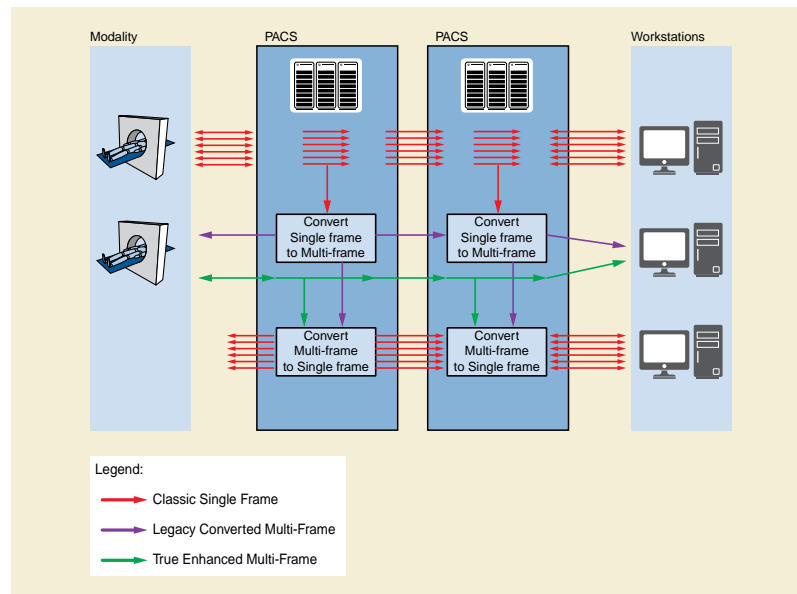 Modality
PACS
PACS
Workstations
Convert
Single frame
to Multi-frame
Convert
Single frame
to Multi-frame
Convert
Multi-frame
to Single frame
Convert
Multi-frame
to Single frame
Legend:
Classic Single Frame
Legacy Converted Multi-Frame
True Enhanced Multi-Frame